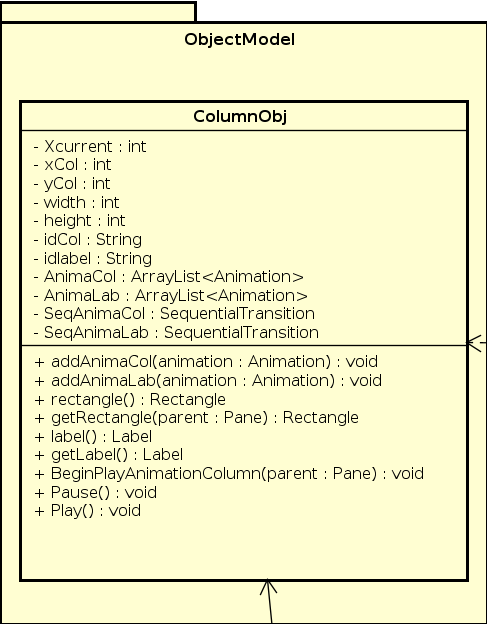 ObjectModel
ColumnObj
- Xcurrent : int
- xCol : int
- yCol : int
- width : int
- height : int
- idCol : String
- idlabel : String
- AnimaCol : ArrayList<Animation>
- AnimaLab : ArrayList<Animation>
- SeqAnimaCol : SequentialTransition
- SeqAnimaLab : SequentialTransition
+ addAnimaCol(animation : Animation) : void
+ addAnimaLab(animation : Animation) : void
+ rectangle() : Rectangle
+ getRectangle(parent : Pane) : Rectangle
+ label() : Label
+ getLabel() : Label
+ BeginPlayAnimationColumn(parent : Pane) : void
+ Pause() : void
+ Play() : void